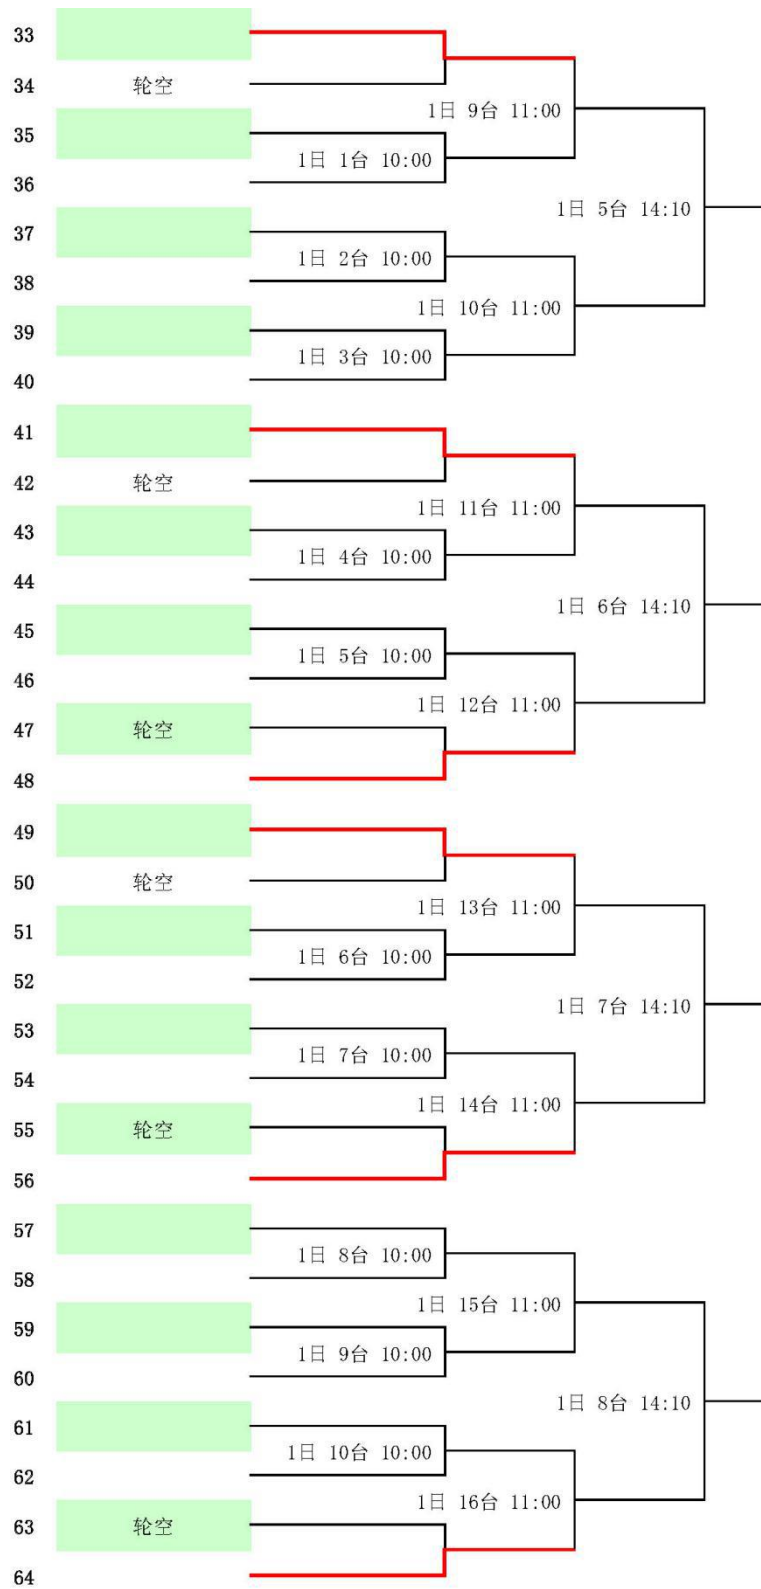 33
34 轮空
1日 9台 11:00
35
1日 1台 10:00
36
1日 5台 14:10
37
1日 2台 10:00
38
1日 10台 11:00
39
1日 3台 10:00
40
41
42 轮空
1日 11台 11:00
43
1日 4台 10:00
44
1日 6台 14:10
45
1日 5台 10:00
46
1日 12台 11:00
47 轮空
48
49
50 轮空
1日 13台 11:00
51
1日 6台 10:00
52
1日 7台 14:10
53
1日 7台 10:00
54
1日 14台 11:00
55 轮空
56
57
1日 8台 10:00
58
1日 15台 11:00
59
1日 9台 10:00
60
1日 8台 14:10
61
1日 10台 10:00
62
1日 16台 11:00
63 轮空
64